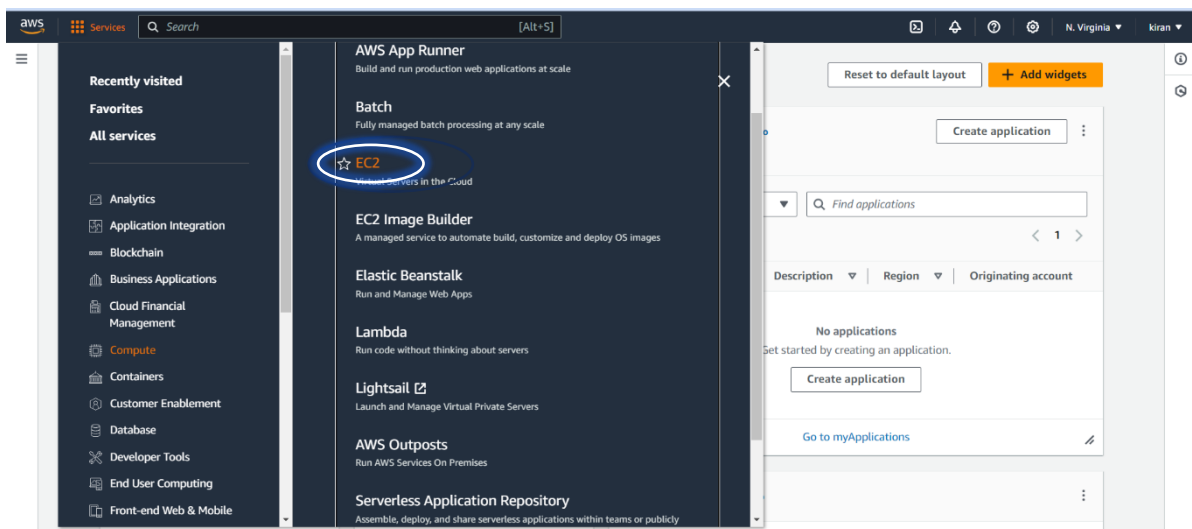 aws
Services
Search
[Alt+S]
N. Virginia
kiran
Recently visited
Favorites
All services
Analytics
Application Integration
Blockchain
Business Applications
Cloud Financial
Management
Compute
Containers
Customer Enablement
Database
Developer Tools
End User Computing
Front-end Web & Mobile
AWS App Runner
Build and run production web applications at scale
Batch
Fully managed batch processing at any scale
EC2
Virtual Servers in the Cloud
EC2 Image Builder
A managed service to automate build, customize and deploy OS images
Elastic Beanstalk
Run and Manage Web Apps
Lambda
Run code without thinking about servers
Lightsail
Launch and Manage Virtual Private Servers
AWS Outposts
Run AWS Services On Premises
Serverless Application Repository
Assemble, deploy, and share serverless applications within teams or publicly
Reset to default layout
+ Add widgets
Create application
Find applications
1
Description
Region
Originating account
No applications
Get started by creating an application.
Create application
Go to myApplications